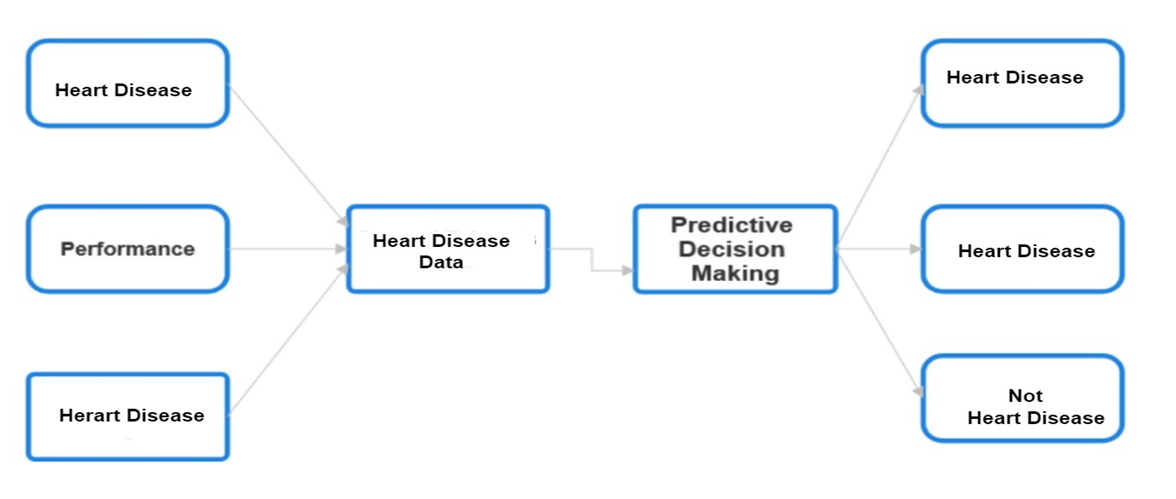 Heart Disease
Performance
Herart Disease
Heart Disease
Data
Predictive
Decision
Making
Heart Disease
Heart Disease
Not
Heart Disease